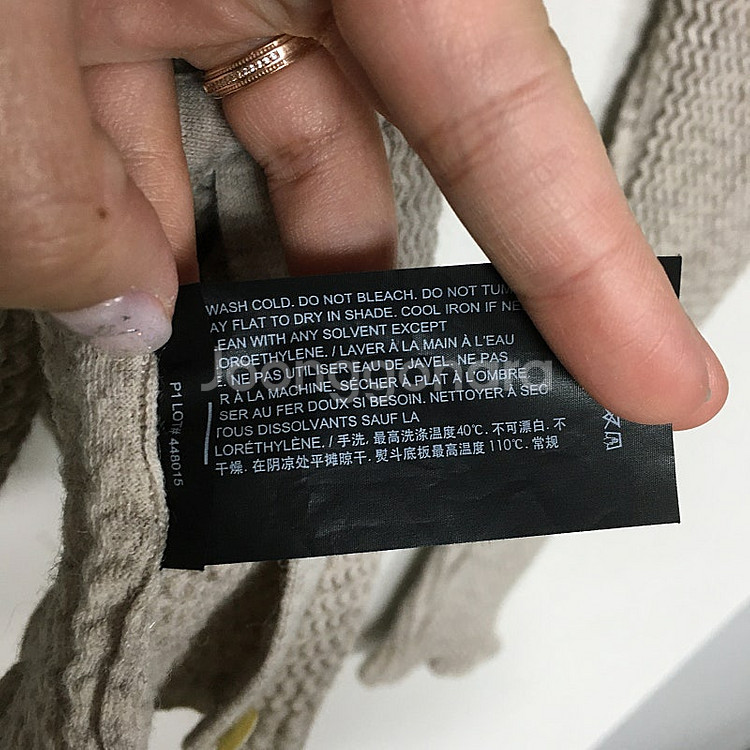 WASH COLD. DO NOT BLEACH. DO NOT
AY FLAT TO DRY IN SHADE. COOL IRON IF
EAN WITH ANY SOLVENT EXCEPT
OROETHYLENE. / LAVER À LA MAIN À L'EAU
E. NE PAS UTILISER EAU DE JAVEL. NE PAS
R À LA MACHINE. SÉCHER À PLAT À L'OMBRE.
SER AU FER DOUX SI BESOIN. NETTOYER À SEC
TOUS DISSOLVANTS SAUF LA
LORÉTHYLÈNE. / 手洗. 最高洗涤温度40℃. 不可漂白. 不
干燥. 在阴凉处平摊晾干. 熨斗底板最高温度 110℃. 常规
P1 LOT# 448015
Joongonara